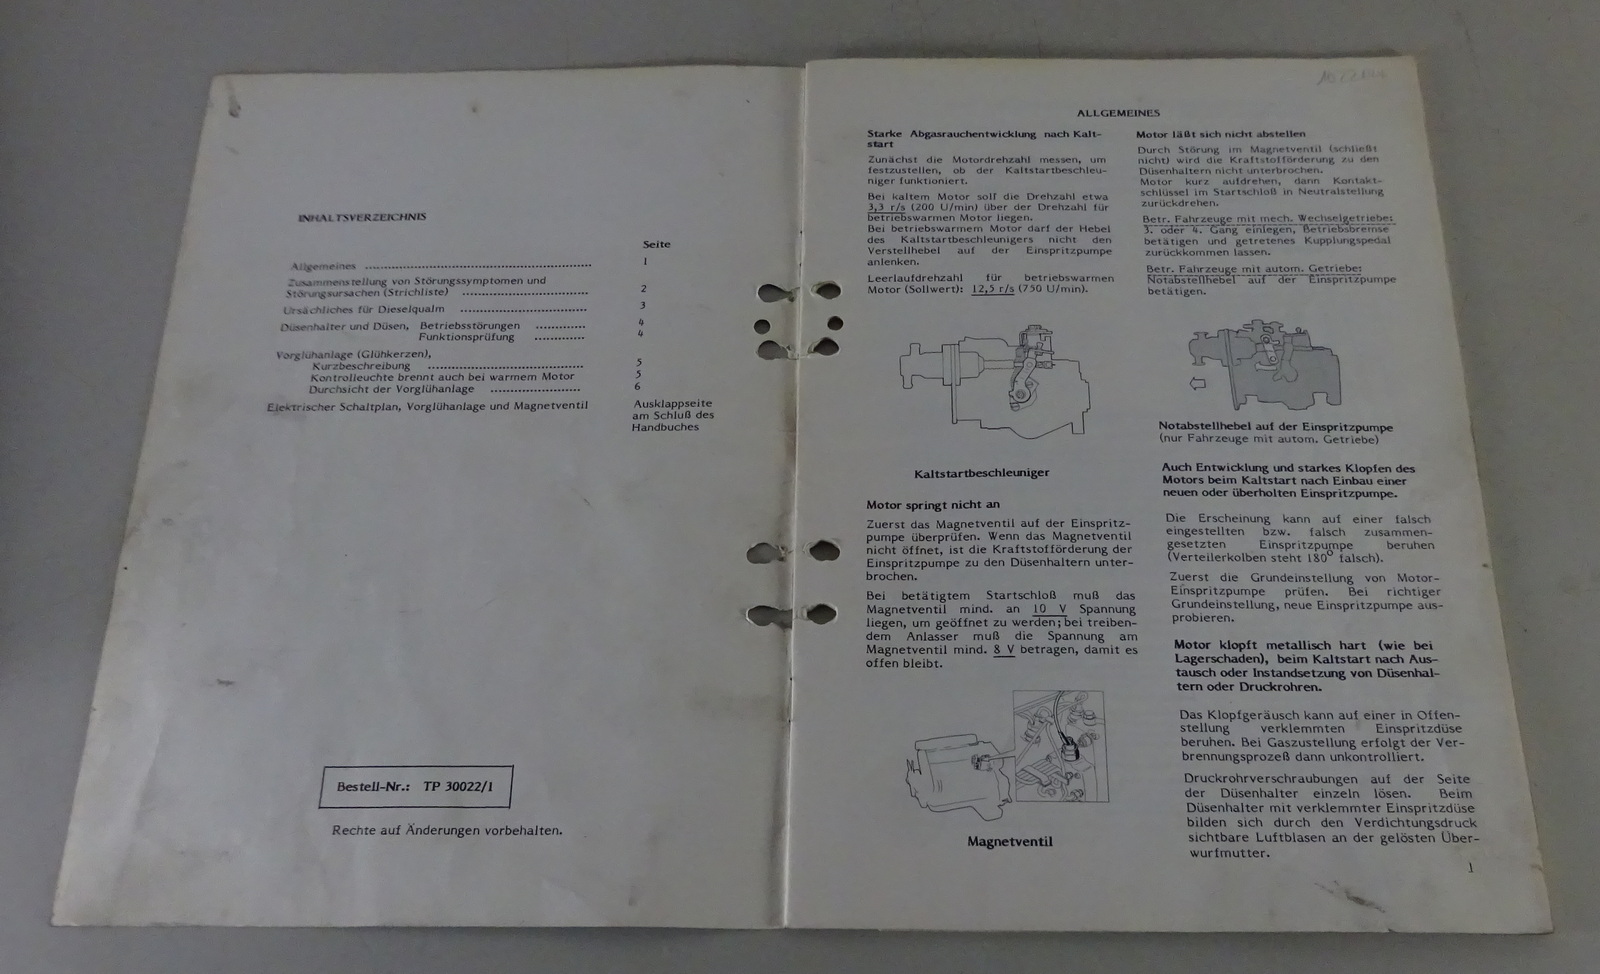 INHALTSVERZEICHNIS
Seite
Allgemeines ........ 1
Zusammenstellung von Störungssymptomen und
Störungsursachen (Strichliste) ........ 2
Ursächliches für Dieselqualm ........ 3
Düsenhalter und Düsen, Betriebsstörungen ........ 4
Funktionsprüfung ........ 4
Vorglühanlage (Glühkerzen),
Kurzbeschreibung ........ 5
Kontrolleuchte brennt auch bei warmem Motor 5
Durchsicht der Vorglühanlage ........ 6
Elektrischer Schaltplan, Vorglühanlage und Magnetventil Ausklappseite
am Schluß des
Handbuches
Bestell-Nr.: TP 30022/1
Rechte auf Änderungen vorbehalten.
ALLGEMEINES
Starke Abgasrauchentwicklung nach Kalt-
start
Zunächst die Motordrehzahl messen, um
festzustellen, ob der Kaltstartbeschleu-
niger funktioniert.
Bei kaltem Motor soll die Drehzahl etwa
3,3 r/s (200 U/min) über der Drehzahl für
betriebswarmen Motor liegen.
Bei betriebswarmem Motor darf der Hebel
des Kaltstartbeschleunigers nicht den
Verstellhebel auf der Einspritzpumpe
anlenken.
Leerlaufdrehzahl für betriebswarmen
Motor (Sollwert): 12,5 r/s (750 U/min).
Kaltstartbeschleuniger
Motor springt nicht an
Zuerst das Magnetventil auf der Einspritz-
pumpe überprüfen. Wenn das Magnetventil
nicht öffnet, ist die Kraftstofförderung der
Einspritzpumpe zu den Düsenhaltern unter-
brochen.
Bei betätigtem Startschloß muß das
Magnetventil mind. an 10 V Spannung
liegen, um geöffnet zu werden; bei treiben-
dem Anlasser muß die Spannung am
Magnetventil mind. 8 V betragen, damit es
offen bleibt.
Magnetventil
Motor läßt sich nicht abstellen
Durch Störung im Magnetventil (schließt
nicht) wird die Kraftstofförderung zu den
Düsenhaltern nicht unterbrochen.
Motor kurz aufdrehen, dann Kontakt-
schlüssel im Startschloß in Neutralstellung
zurückdrehen.
Betr. Fahrzeuge mit mech. Wechselgetriebe:
3. oder 4. Gang einlegen, Betriebsbremse
betätigen und getretenes Kupplungspedal
zurückkommen lassen.
Betr. Fahrzeuge mit autom. Getriebe:
Notabstellhebel auf der Einspritzpumpe
betätigen.
Notabstellhebel auf der Einspritzpumpe
(nur Fahrzeuge mit autom. Getriebe)
Auch Entwicklung und starkes Klopfen des
Motors beim Kaltstart nach Einbau einer
neuen oder überholten Einspritzpumpe.
Die Erscheinung kann auf einer falsch
eingestellten bzw. falsch zusammen-
gesetzten Einspritzpumpe beruhen
(Verteilerkolben steht 180° falsch).
Zuerst die Grundeinstellung von Motor-
Einspritzpumpe prüfen. Bei richtiger
Grundeinstellung, neue Einspritzpumpe aus-
probieren.
Motor klopft metallisch hart (wie bei
Lagerschaden), beim Kaltstart nach Aus-
tausch oder Instandsetzung von Düsenhal-
tern oder Druckrohren.
Das Klopfgeräusch kann auf einer in Offen-
stellung verklemmten Einspritzdüse
beruhen. Bei Gaszustellung erfolgt der Ver-
brennungsprozeß dann unkontrolliert.
Druckrohrverschraubungen auf der Seite
der Düsenhalter einzeln lösen. Beim
Düsenhalter mit verklemmter Einspritzdüse
bilden sich durch den Verdichtungsdruck
sichtbare Luftblasen an der gelösten Über-
wurfmutter.
1